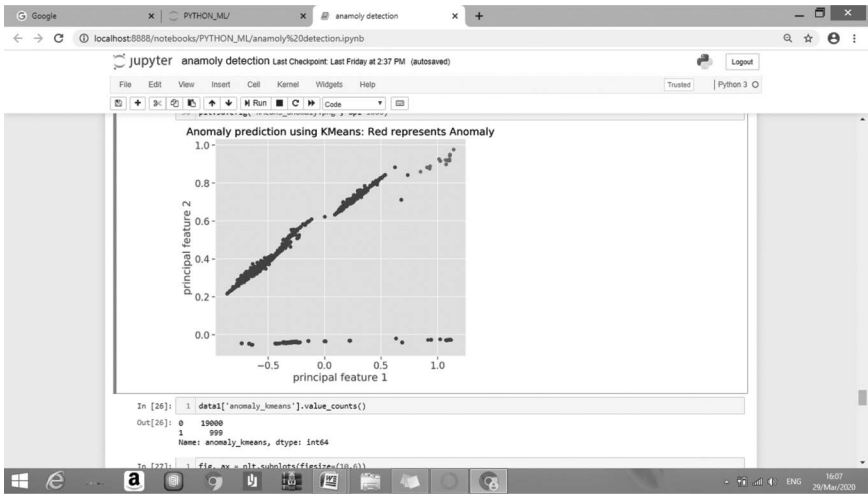 Google
PYTHON_ML/
anamoly detection
localhost:8888/notebooks/PYTHON_ML/anamoly%20detection.ipynb
jupyter anamoly detection Last Checkpoint: Last Friday at 2:37 PM (autosaved)
Logout
File Edit View Insert Cell Kernel Widgets Help
Trusted
Python 3
Run
Code
Anomaly prediction using KMeans: Red represents Anomaly
1.0
0.8
0.6
0.4
0.2
0.0
principal feature 2
−0.5 0.0 0.5 1.0
principal feature 1
In [26]: 1 data1['anomaly_kmeans'].value_counts()
Out[26]: 0 19000
1 999
Name: anomaly_kmeans, dtype: int64
In [27]: 1 fig, ax = plt.subplots(figsize=(10,6))
ENG
16:07
29/Mar/2020